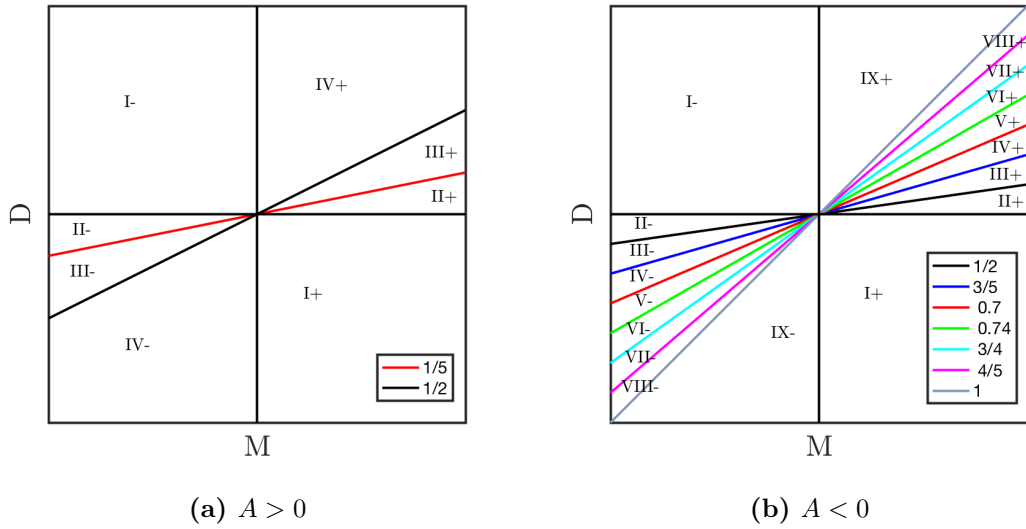 I-
IV+
III+
II+
II-
III-
IV-
I+
1/5
1/2
D
M
(a) A > 0
I-
IX+
VIII+
VII+
VI+
V+
IV+
III+
II+
II-
III-
IV-
V-
VI-
VII-
VIII-
IX-
I+
1/2
3/5
0.7
0.74
3/4
4/5
1
D
M
(b) A < 0